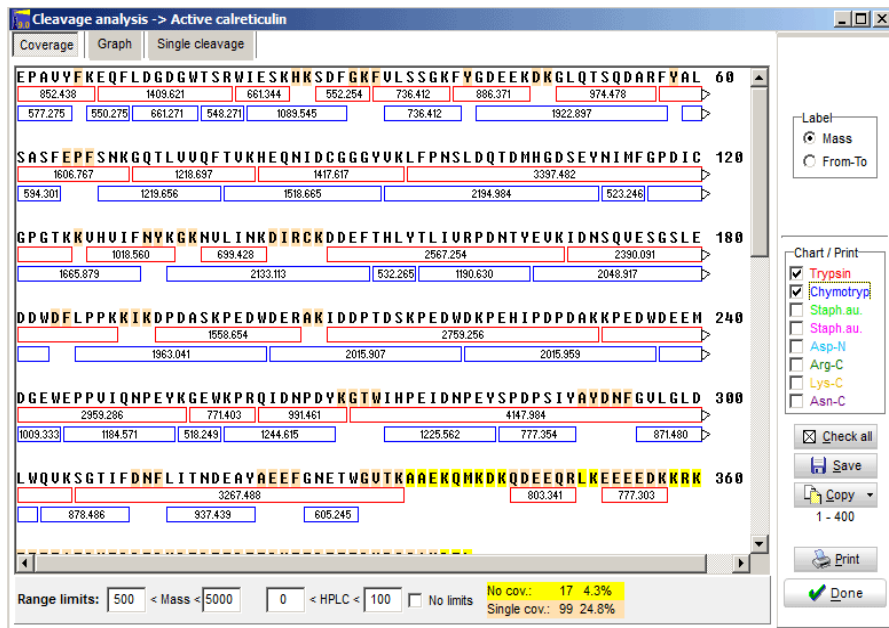 Cleavage analysis -> Active calreticulin
Coverage Graph Single cleavage
EPAVYFKEQFLDGDGWTSRWIESKHKSDFGKFVLSSGKFYGDEEKDKGLQTSQDARFYAL 60
852.438 1409.621 661.344 552.254 736.412 886.371 974.478
577.275 550.275 661.271 548.271 1089.545 736.412 1922.897
SASFEPFSNKGQTLVVQFTVKHEQNIDCGGGYVKLFPNSLDQTDMHGDSEYNIMFGPDIC 120
1606.767 1218.697 1417.617 3397.482
594.301 1219.656 1518.665 2194.984 523.246
GPGTKKVHVIFNYKGKNVLINKDIRCKDDEFTHLYTLIVRPDNTYEVKIDNSQVESGSLE 180
1018.560 699.428 2567.254 2390.091
1665.879 2133.113 532.265 1190.630 2048.917
DDWDFLPPKKIKDPDASKPEDWDERAKIDDPTDSKPEDWDKPEHIPDPDAKKPEDWDEEM 240
1558.654 2759.256
1963.041 2015.907 2015.959
DGEWEPPVIQNPEYKGEWKPRQIDNPDYKGTWIHPEIDNPEYSPDPSIYAYDNFGVLGLD 300
2959.286 771.403 991.461 4147.984
1009.333 1184.571 518.249 1244.615 1225.562 777.354 871.480
LWQVKSGTIFDNFLITNDEAYAEEFGNETWGVTKAAEKQMKDKQDEEQRLKEEEEDKKRK 360
3267.488 803.341 777.303
878.486 937.439 605.245
Range limits: 500 < Mass < 5000 0 < HPLC < 100 No limits
No cov.: 17 4.3%
Single cov.: 99 24.8%
Label
Mass
From-To
Chart / Print
Trypsin
Chymotryp
Staph.au.
Staph.au.
Asp-N
Arg-C
Lys-C
Asn-C
Check all
Save
Copy
1 - 400
Print
Done